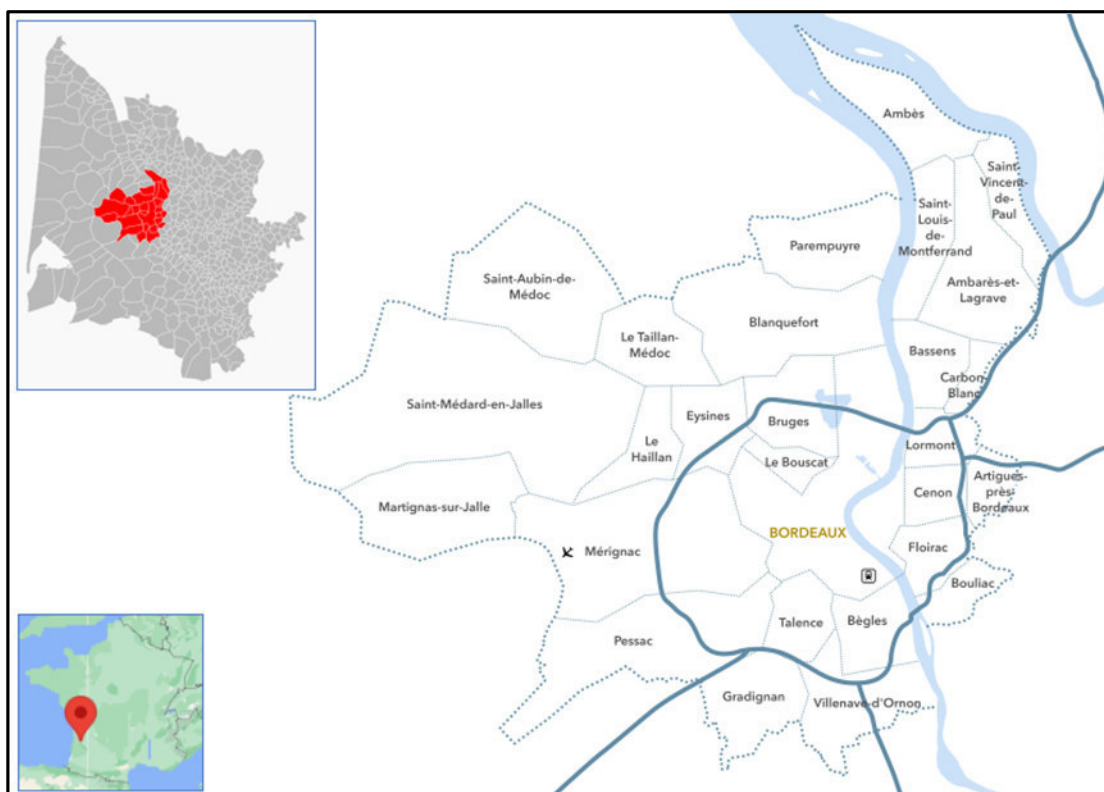 Ambès
Saint-
Vincent-
de-
Paul
Saint-
Louis-
de-
Montferrand
Parempuyre
Saint-Aubin-de-
Médoc
Ambarès-et-
Lagrave
Blanquefort
Le Taillan-
Médoc
Bassens
Carbon-
Blanc
Saint-Médard-en-Jalles
Eysines
Bruges
Le
Haillan
Lormont
Le Bouscat
Artigues-
près-
Bordeaux
Cenon
Martignas-sur-Jalle
BORDEAUX
Mérignac
Floirac
Bouliac
Talence
Bègles
Pessac
Gradignan
Villenave-d'Ornon